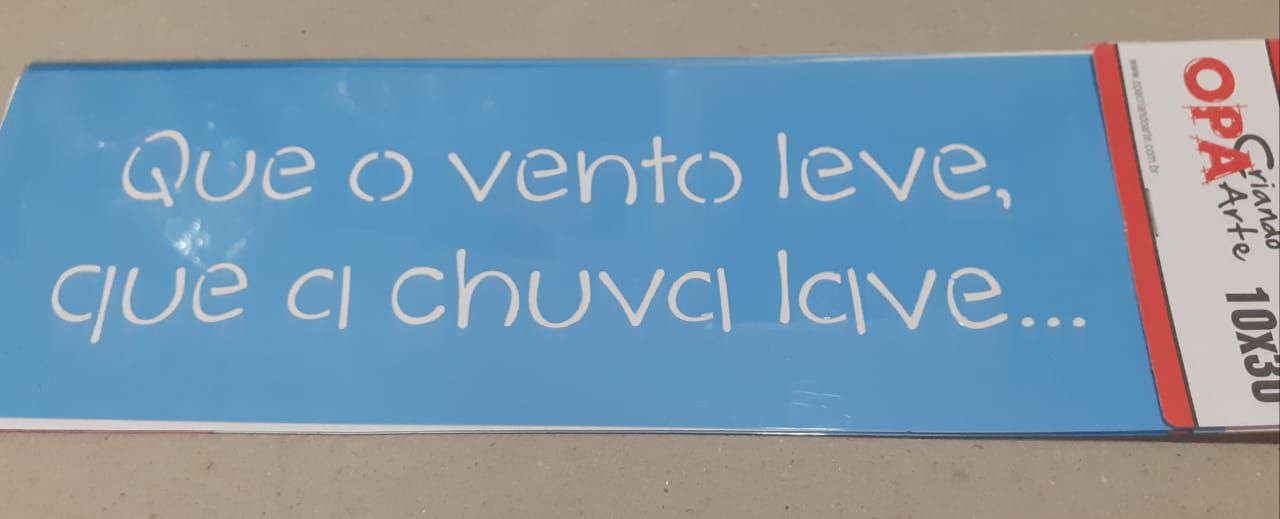 Que o vento leve,
que a chuva lave...
www.opacriandoarte.com.br
OPA
Criando
Arte
10X30